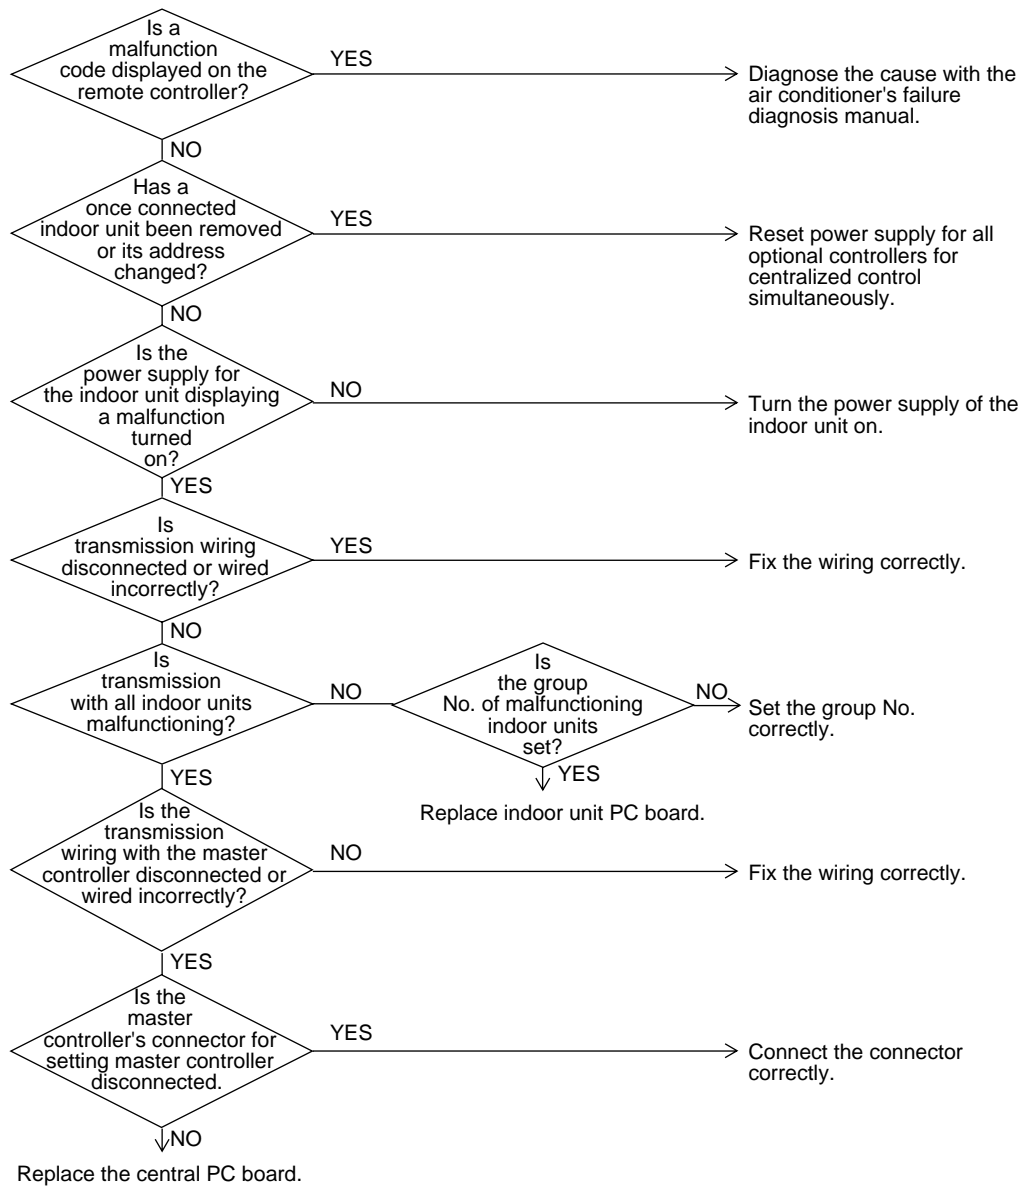 Is a
malfunction
code displayed on the
remote controller?
YES
Diagnose the cause with the
air conditioner's failure
diagnosis manual.
NO
Has a
once connected
indoor unit been removed
or its address
changed?
YES
Reset power supply for all
optional controllers for
centralized control
simultaneously.
NO
Is the
power supply for
the indoor unit displaying
a malfunction
turned
on?
NO
Turn the power supply of the
indoor unit on.
YES
Is
transmission wiring
disconnected or wired
incorrectly?
YES
Fix the wiring correctly.
NO
Is
transmission
with all indoor units
malfunctioning?
NO
Is
the group
No. of malfunctioning
indoor units
set?
NO
Set the group No.
correctly.
YES
Replace indoor unit PC board.
YES
Is the
transmission
wiring with the master
controller disconnected or
wired incorrectly?
NO
Fix the wiring correctly.
YES
Is the
master
controller's connector for
setting master controller
disconnected.
YES
Connect the connector
correctly.
NO
Replace the central PC board.